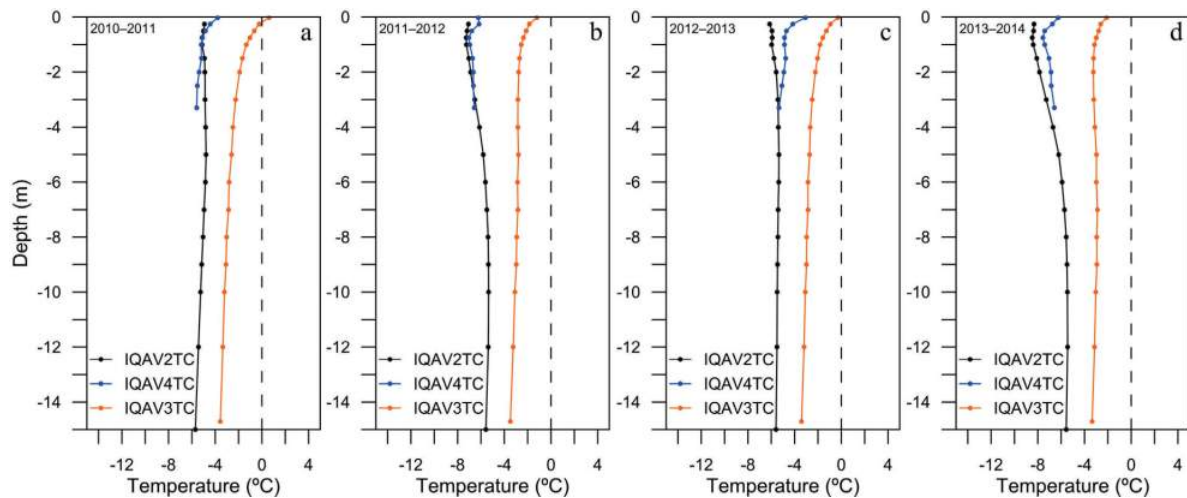 2010–2011
a
2011–2012
b
2012–2013
c
2013–2014
d
Depth (m)
0
-2
-4
-6
-8
-10
-12
-14
0
-2
-4
-6
-8
-10
-12
-14
0
-2
-4
-6
-8
-10
-12
-14
0
-2
-4
-6
-8
-10
-12
-14
IQAV2TC
IQAV4TC
IQAV3TC
IQAV2TC
IQAV4TC
IQAV3TC
IQAV2TC
IQAV4TC
IQAV3TC
IQAV2TC
IQAV4TC
IQAV3TC
-12 -8 -4 0 4
-12 -8 -4 0 4
-12 -8 -4 0 4
-12 -8 -4 0 4
Temperature (ºC)
Temperature (ºC)
Temperature (ºC)
Temperature (ºC)